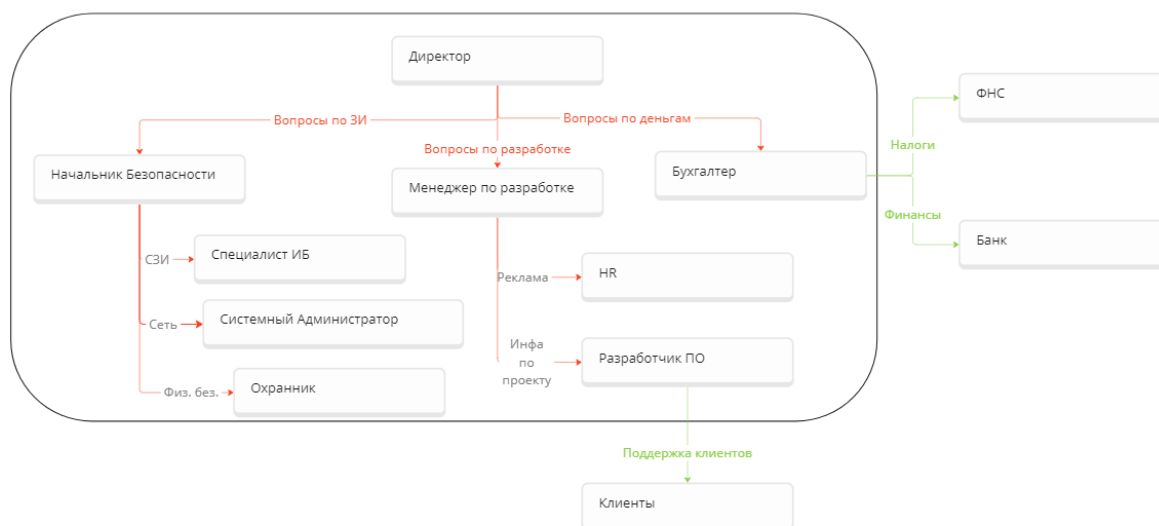 Директор
ФНС
Вопросы по ЗИ
Вопросы по деньгам
Налоги
Вопросы по разработке
Начальник Безопасности
Менеджер по разработке
Бухгалтер
Финансы
Банк
СЗИ
Специалист ИБ
Реклама
HR
Сеть
Системный Администратор
Инфа
по
проекту
Разработчик ПО
Физ. без.
Охранник
Поддержка клиентов
Клиенты